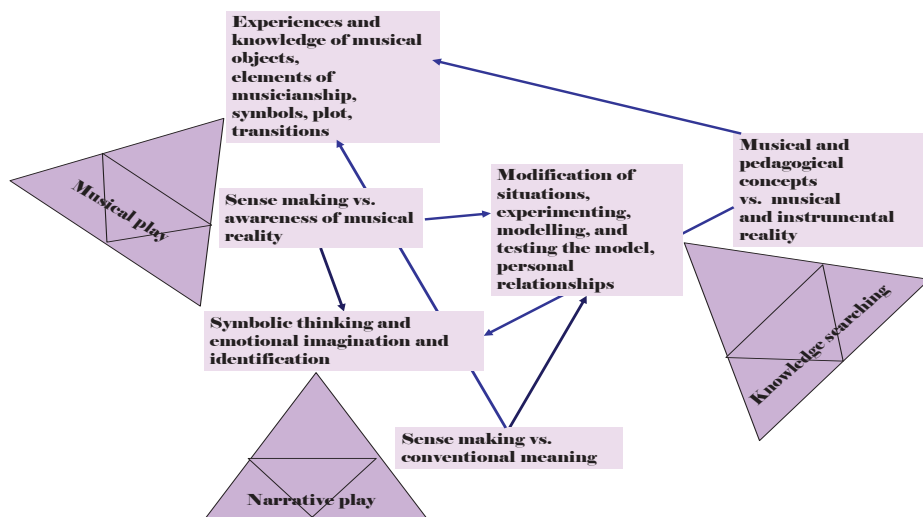 Experiences and
knowledge of musical
objects,
elements of
musicianship,
symbols, plot,
transitions
Musical play
Sense making vs.
awareness of musical
reality
Modification of
situations,
experimenting,
modelling, and
testing the model,
personal
relationships
Musical and
pedagogical
concepts
vs. musical
and instrumental
reality
Symbolic thinking and
emotional imagination and
identification
Knowledge searching
Sense making vs.
conventional meaning
Narrative play